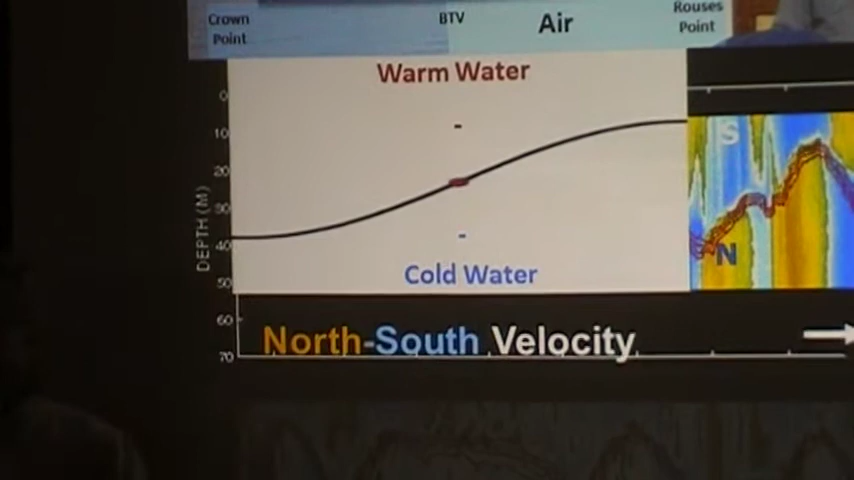 Crown
Point
BTV
Air
Rouses
Point
Warm Water
0
10
20
30
40
50
60
70
DEPTH (M)
S
N
Cold Water
North-South Velocity